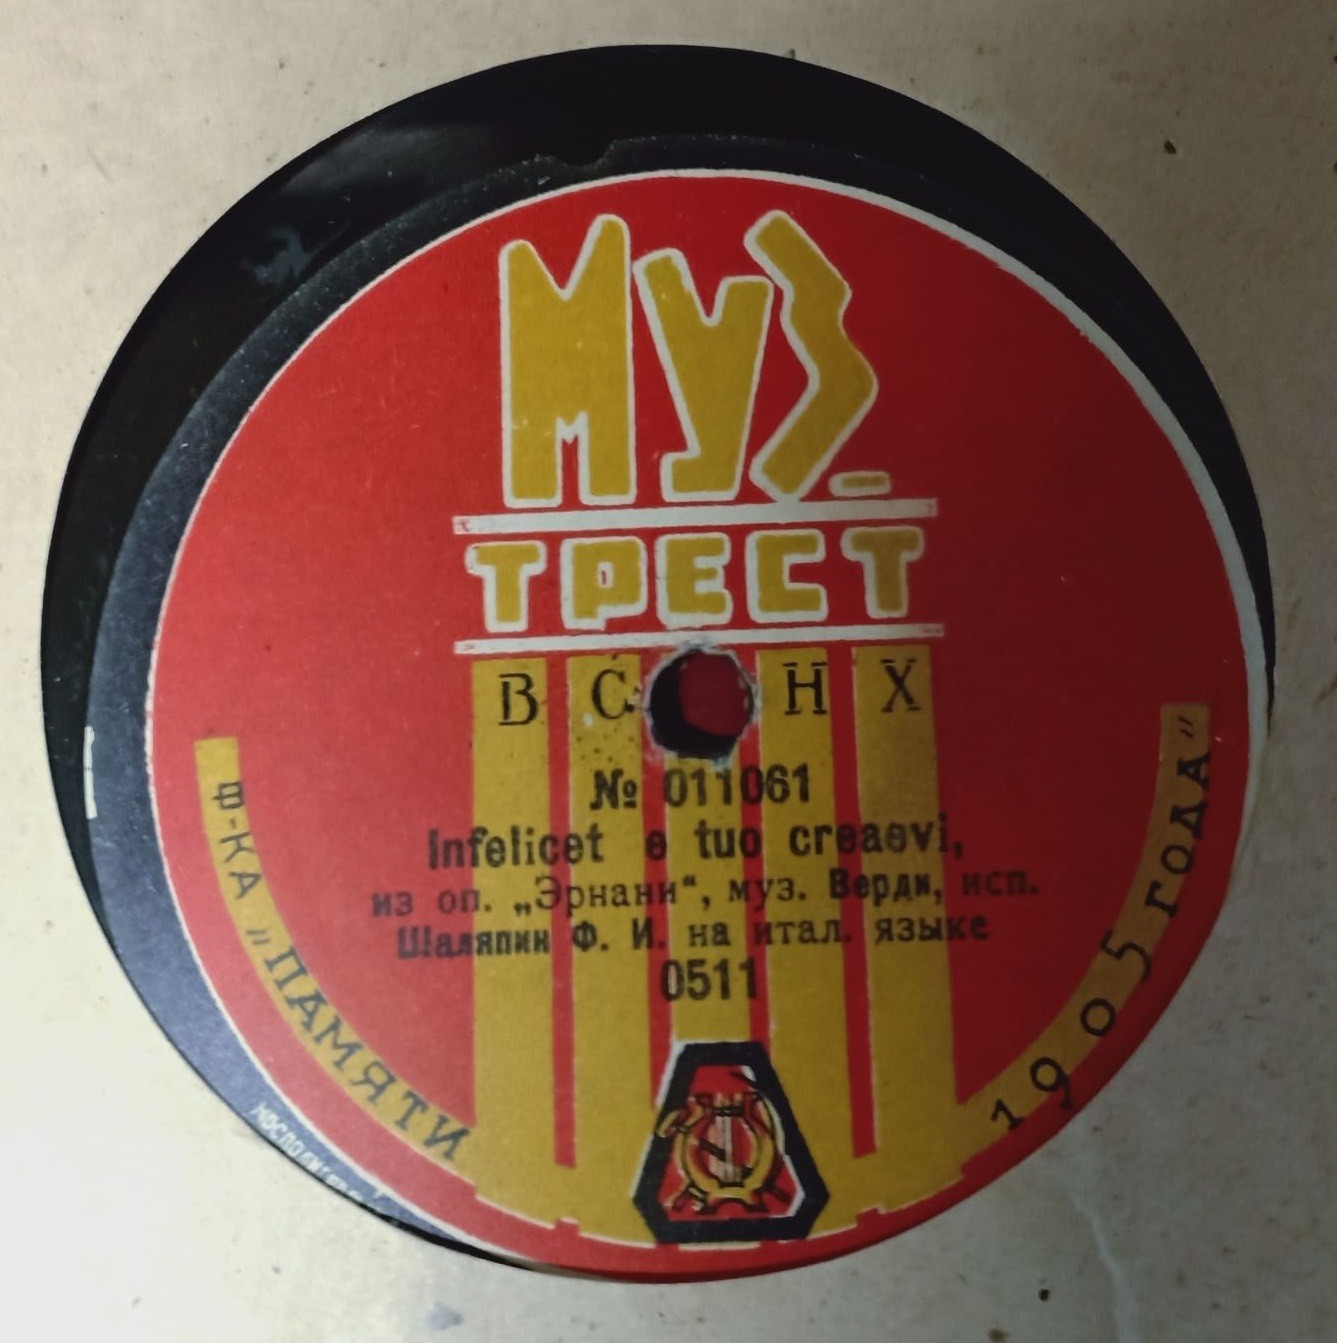 МУЗ
ТРЕСТ
В С Н Х
№ 011061
Infelicet e tuo creaevi,
из оп. „Эрнани“, муз. Верди, исп.
Шаляпин Ф. И. на итал. языке
0511
Ф-КА „ПАМЯТИ 1905 ГОДА“